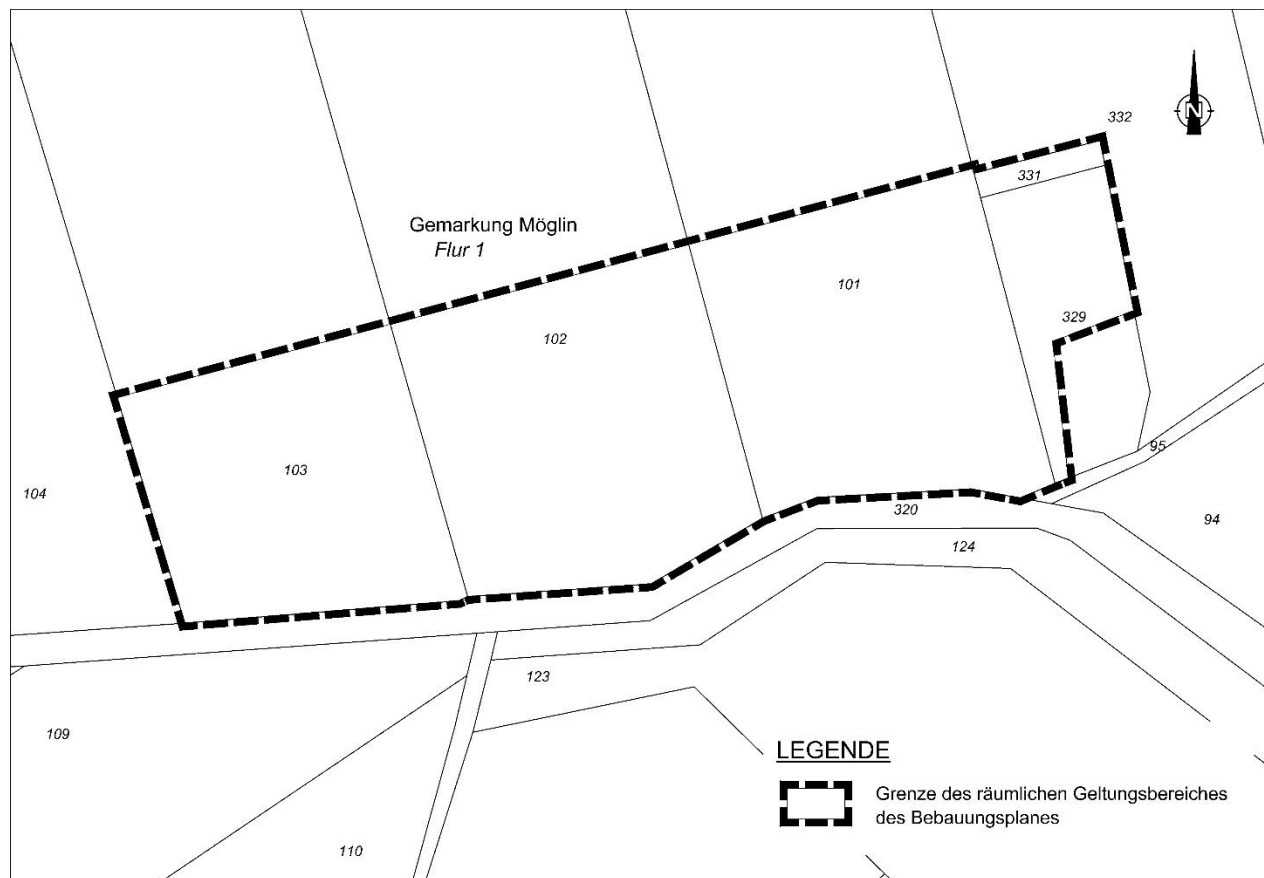 332
N
331
Gemarkung Möglin
Flur 1
101
329
102
95
103
104
320
94
124
123
109
LEGENDE
Grenze des räumlichen Geltungsbereiches
des Bebauungsplanes
110